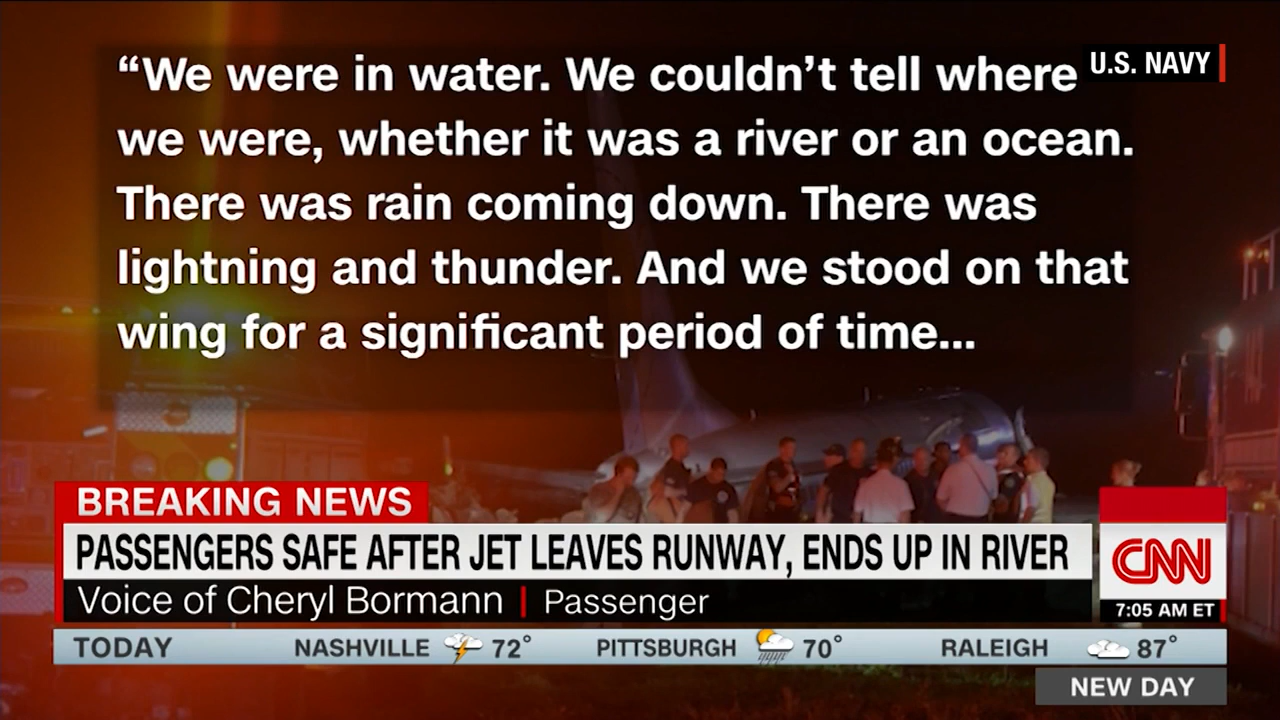 “We were in water. We couldn’t tell where
U.S. NAVY
we were, whether it was a river or an ocean.
There was rain coming down. There was
lightning and thunder. And we stood on that
wing for a significant period of time...
BREAKING NEWS
PASSENGERS SAFE AFTER JET LEAVES RUNWAY, ENDS UP IN RIVER
CNN
Voice of Cheryl Bormann | Passenger
7:05 AM ET
TODAY NASHVILLE 72° PITTSBURGH 70° RALEIGH 87°
NEW DAY